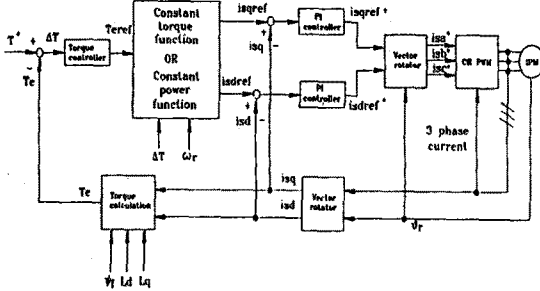 T* + ΔT
Torque
controller
Teref
Te
Constant
torque
function
OR
Constant
power
function
ΔT ωr
isqref
isq
+ −
isdref
isd
+ −
PI
controller
isqref*
PI
controller
isdref*
Vector
rotator
isa*
isb*
isc*
CR PWM
IPM
3 phase
current
Te
Torque
calculation
Ld Lq
isq
isd
Vector
rotator
ϑr